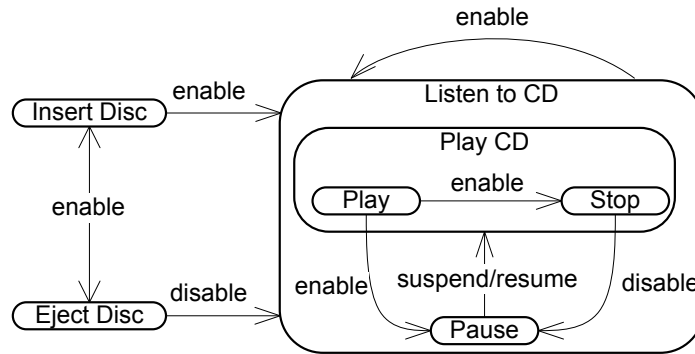 enable
enable
Listen to CD
Insert Disc
Play CD
enable
Play
Stop
enable
enable
suspend/resume
disable
disable
Eject Disc
Pause